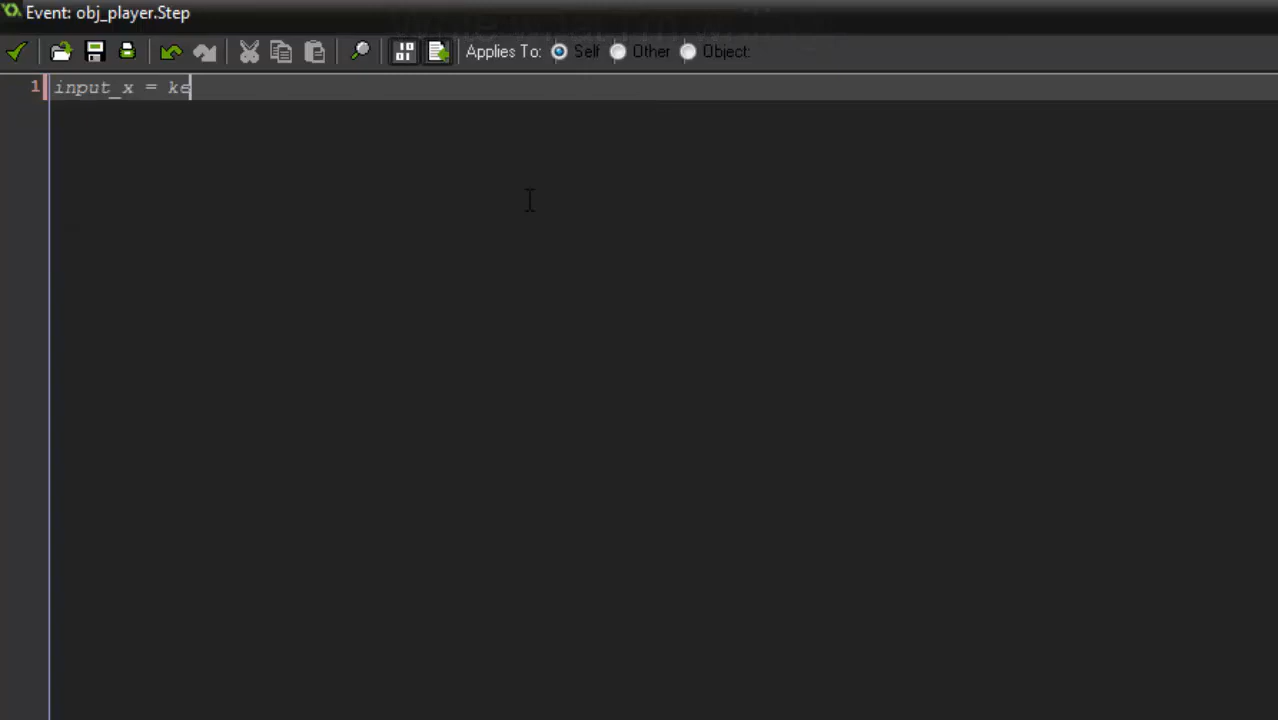 Event: obj_player.Step
Applies To: Self Other Object:
1 input_x = ke